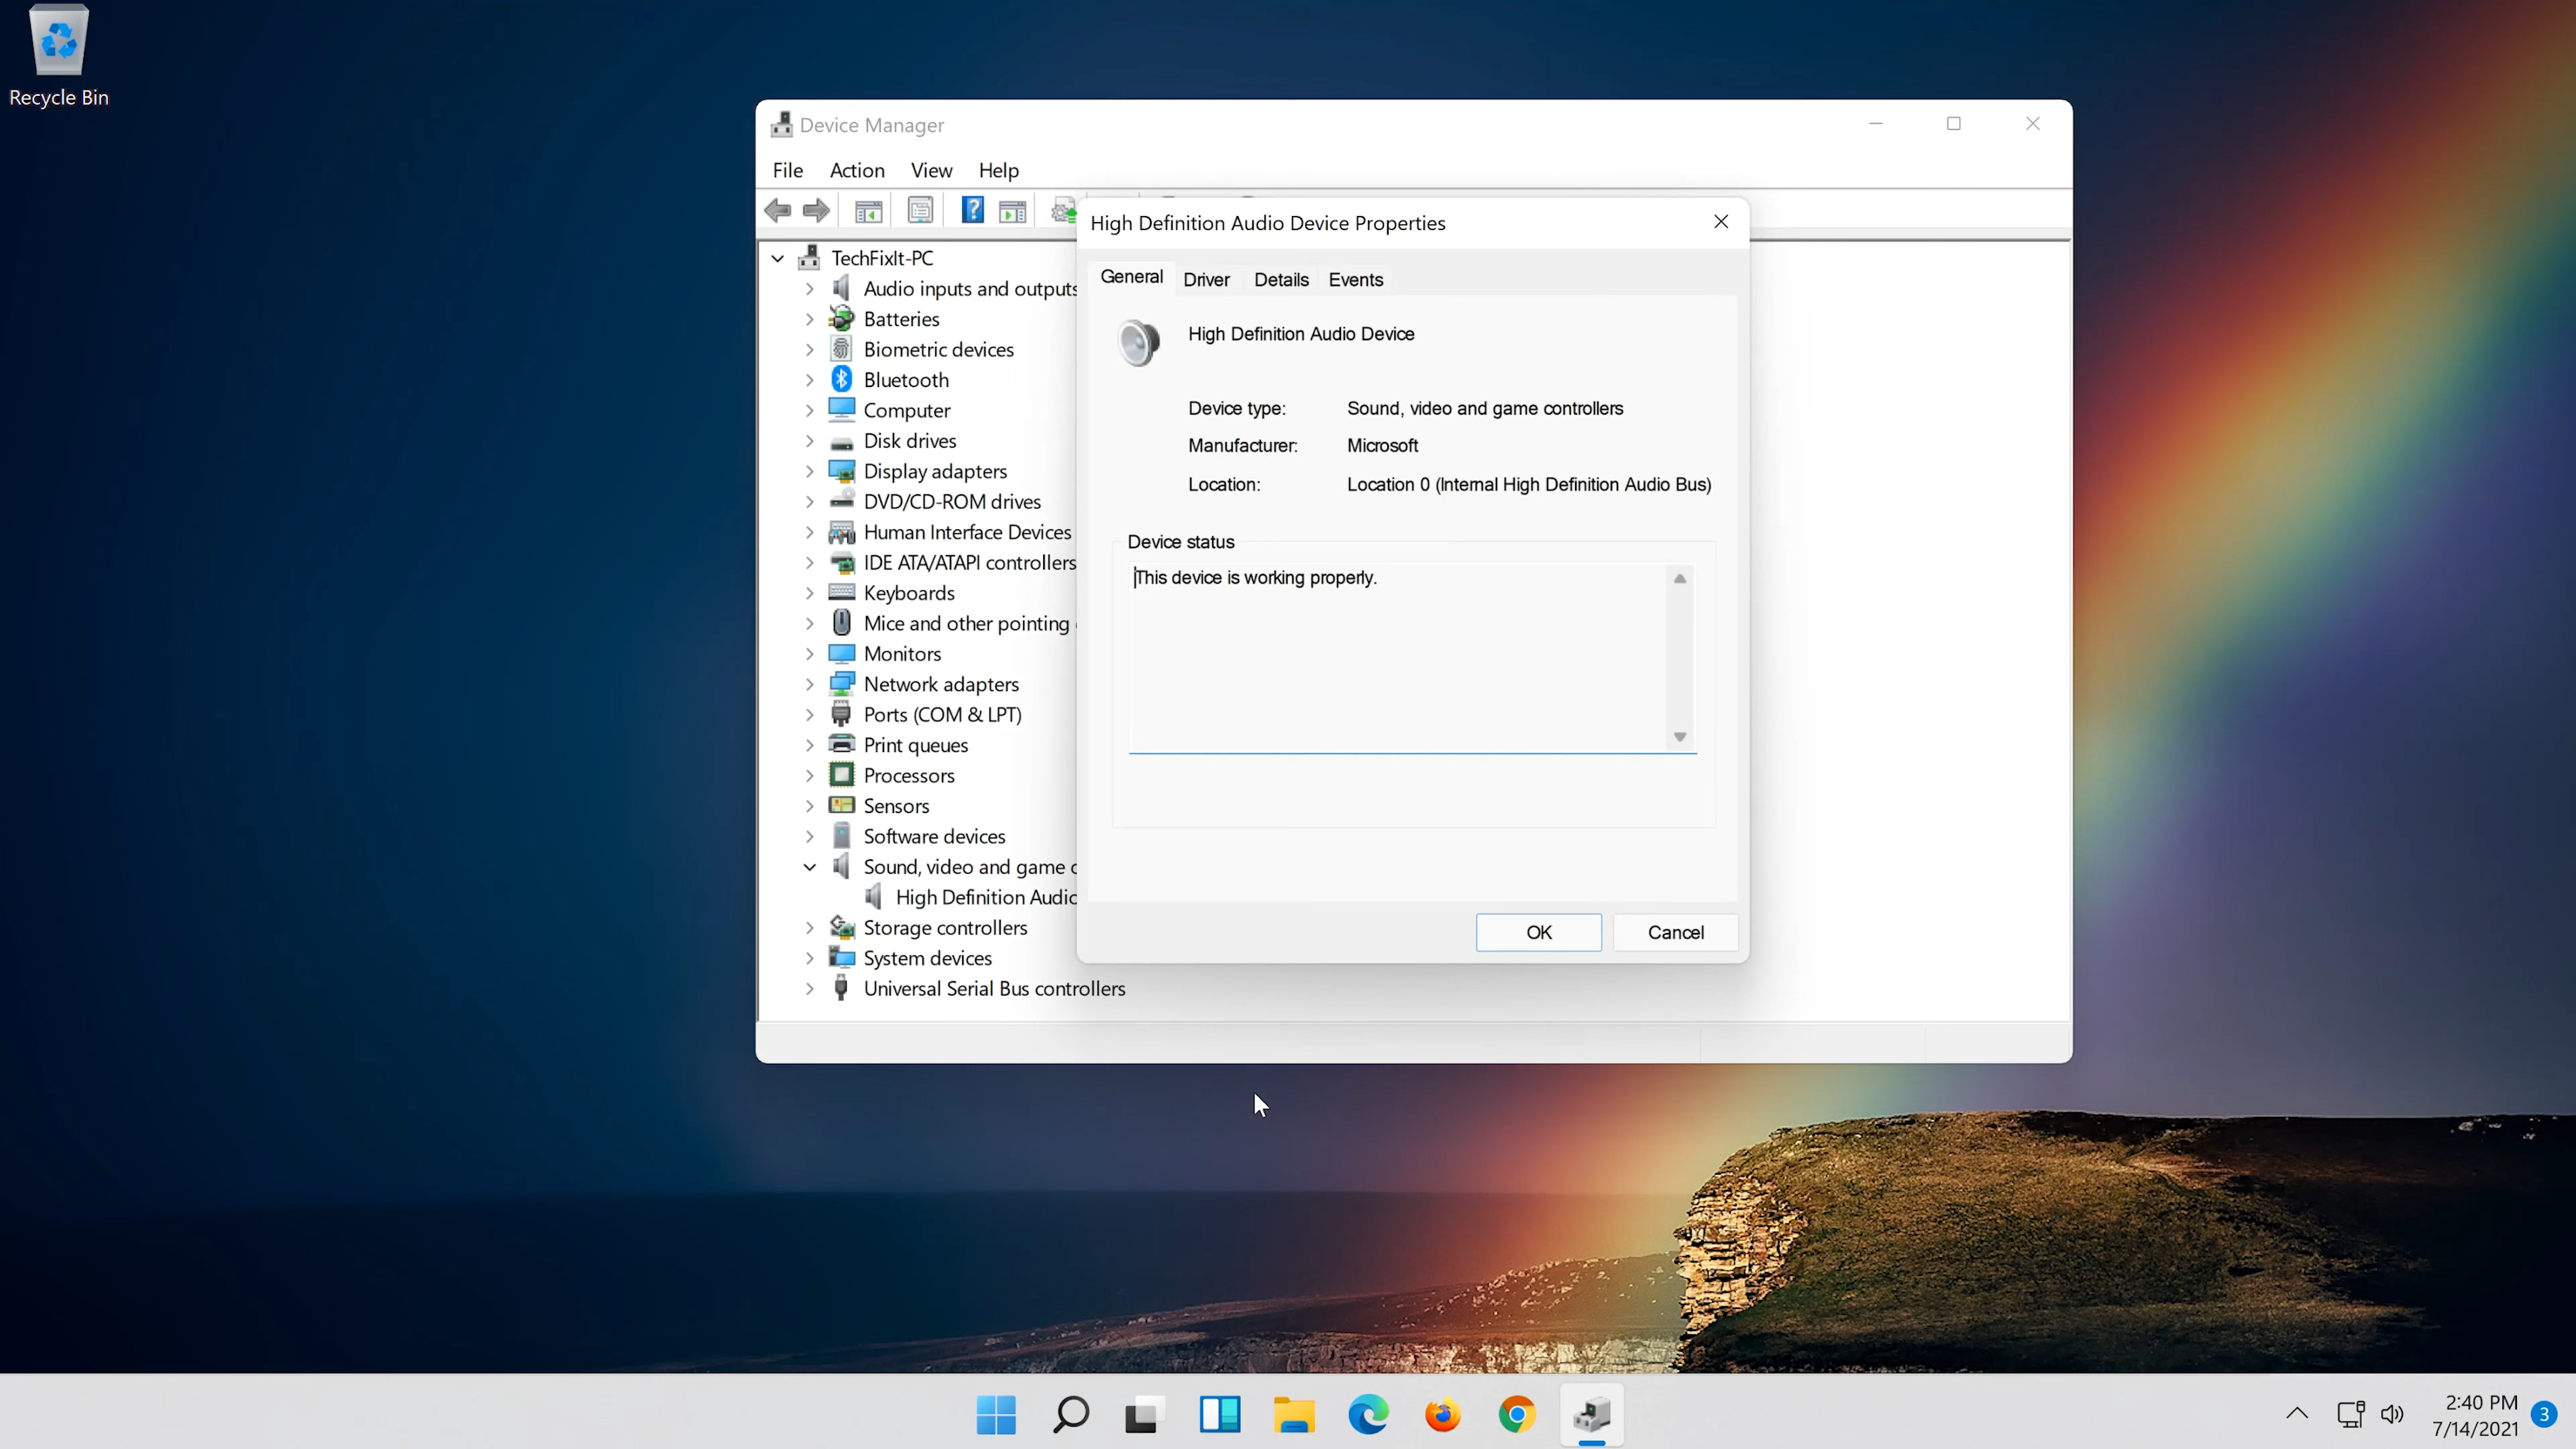 Recycle Bin
Device Manager
File Action View Help
TechFixIt-PC
Audio inputs and outputs
Batteries
Biometric devices
Bluetooth
Computer
Disk drives
Display adapters
DVD/CD-ROM drives
Human Interface Devices
IDE ATA/ATAPI controllers
Keyboards
Mice and other pointing
Monitors
Network adapters
Ports (COM & LPT)
Print queues
Processors
Sensors
Software devices
Sound, video and game c
High Definition Audio
Storage controllers
System devices
Universal Serial Bus controllers
High Definition Audio Device Properties
General Driver Details Events
High Definition Audio Device
Device type: Sound, video and game controllers
Manufacturer: Microsoft
Location: Location 0 (Internal High Definition Audio Bus)
Device status
This device is working properly.
OK Cancel
2:40 PM
7/14/2021
3